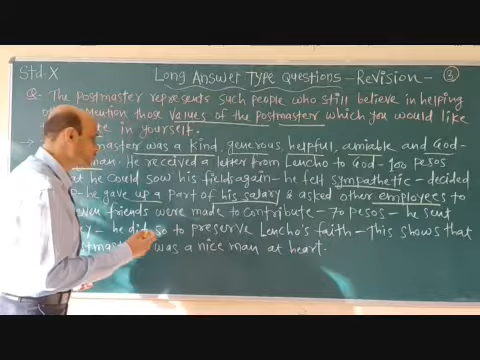 Std-X Long Answer Type Questions - Revision - 2
Q- The postmaster represents such people who still believe in helping
mention those values of the postmaster which you would like
in yourself.
→ was a kind, generous, helpful, amiable and God-
man. He received a letter from Lencho to God - 100 pesos
he could sow his fields again - he felt sympathetic - decided
he gave up a part of his salary & asked other employees to
friends were made to contribute - 70 pesos - he sent
he did so to preserve Lencho's faith - This shows that
was a nice man at heart.